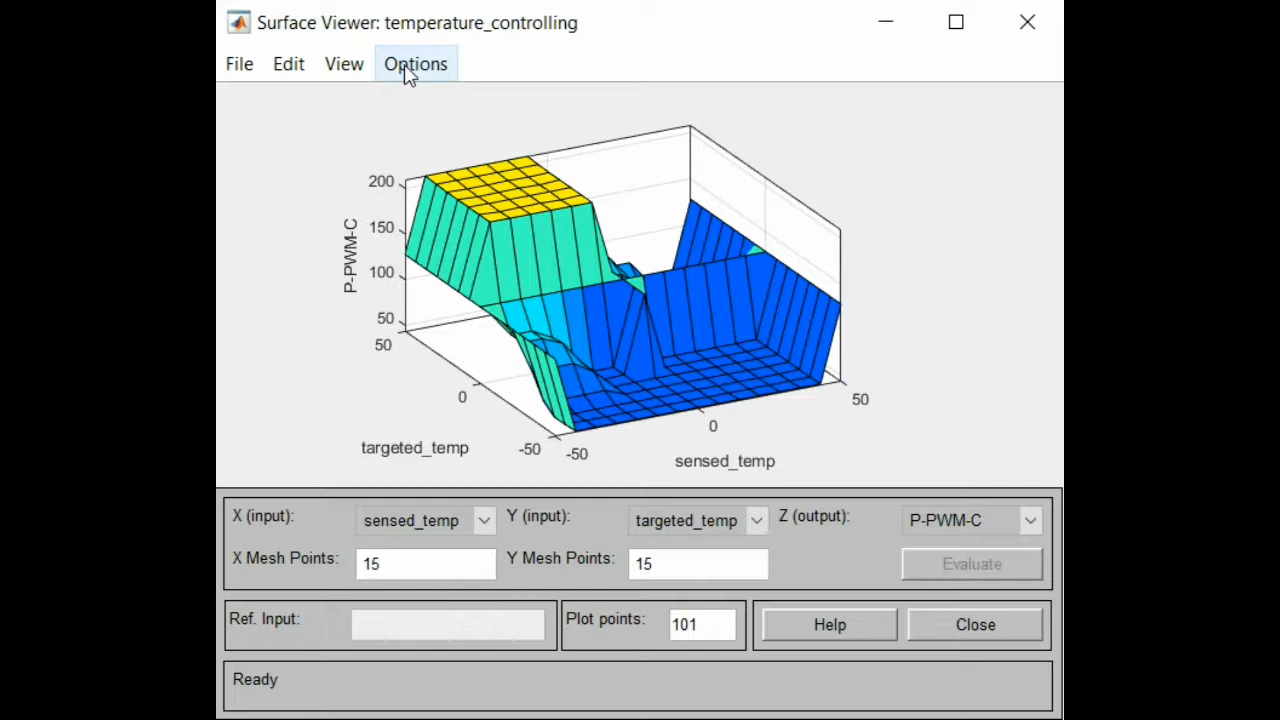 Surface Viewer: temperature_controlling
File Edit View Options
200
150
100
50
P-PWM-C
50
0
-50
targeted_temp
-50
0
50
sensed_temp
X (input): sensed_temp Y (input): targeted_temp Z (output): P-PWM-C
X Mesh Points: 15 Y Mesh Points: 15 Evaluate
Ref. Input: Plot points: 101 Help Close
Ready